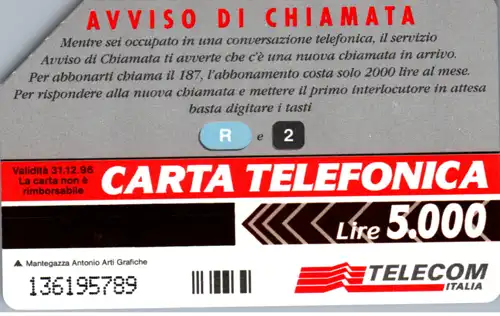 AVVISO DI CHIAMATA
Mentre sei occupato in una conversazione telefonica, il servizio
Avviso di Chiamata ti avverte che c'è una nuova chiamata in arrivo.
Per abbonarti chiama il 187, l'abbonamento costa solo 2000 lire al mese.
Per rispondere alla nuova chiamata e mettere il primo interlocutore in attesa
basta digitare i tasti
R e 2
Validità 31.12.96
La carta non è
rimborsabile
CARTA TELEFONICA
Lire 5.000
Mantegazza Antonio Arti Grafiche
136195789
TELECOM
ITALIA